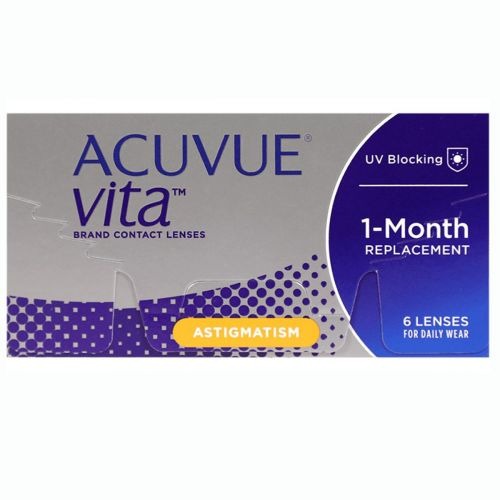 ACUVUE®
vita™
BRAND CONTACT LENSES
ASTIGMATISM
UV Blocking
1-Month
REPLACEMENT
6 LENSES
FOR DAILY WEAR